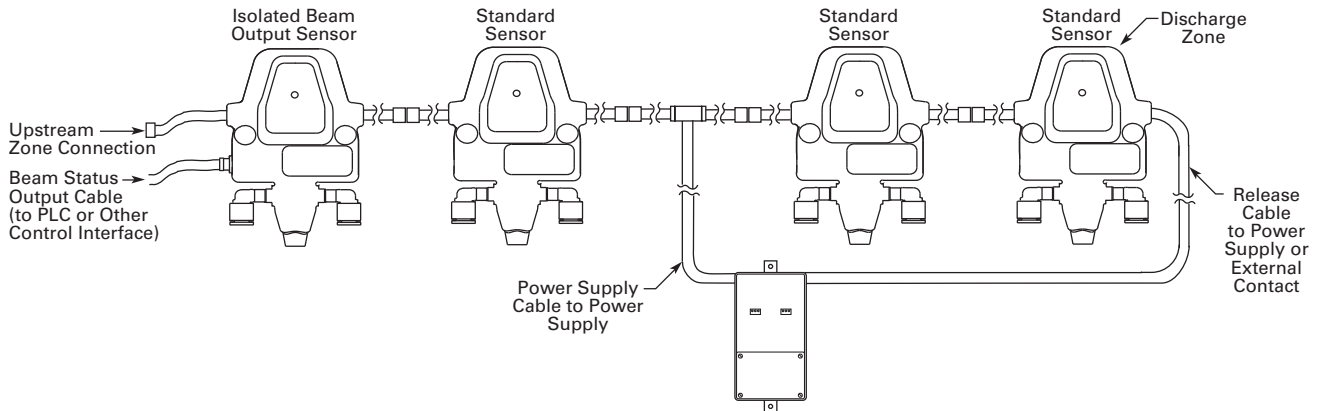 Isolated Beam
Output Sensor
Standard
Sensor
Standard
Sensor
Standard
Sensor
Discharge
Zone
Upstream
Zone Connection
Beam Status
Output Cable
(to PLC or Other
Control Interface)
Power Supply
Cable to Power
Supply
Release
Cable
to Power
Supply or
External
Contact